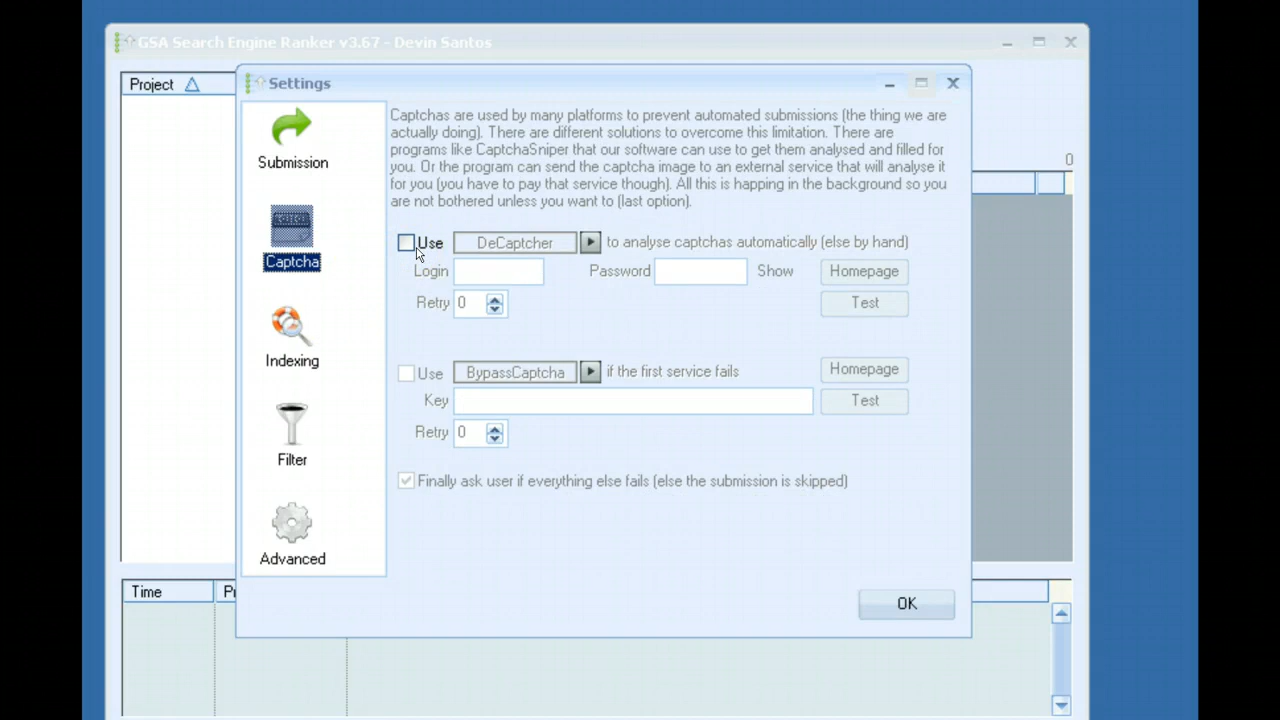 GSA Search Engine Ranker v3.67 - Devin Santos
Project
Settings
Submission
Captcha
Indexing
Filter
Advanced
Captchas are used by many platforms to prevent automated submissions (the thing we are
actually doing). There are different solutions to overcome this limitation. There are
programs like CaptchaSniper that our software can use to get them analysed and filled for
you. Or the program can send the captcha image to an external service that will analyse it
for you (you have to pay that service though). All this is happing in the background so you
are not bothered unless you want to (last option).
0
Use DeCaptcher to analyse captchas automatically (else by hand)
Login Password Show Homepage
Retry 0 Test
Use BypassCaptcha if the first service fails Homepage
Key Test
Retry 0
Finally ask user if everything else fails (else the submission is skipped)
OK
Time